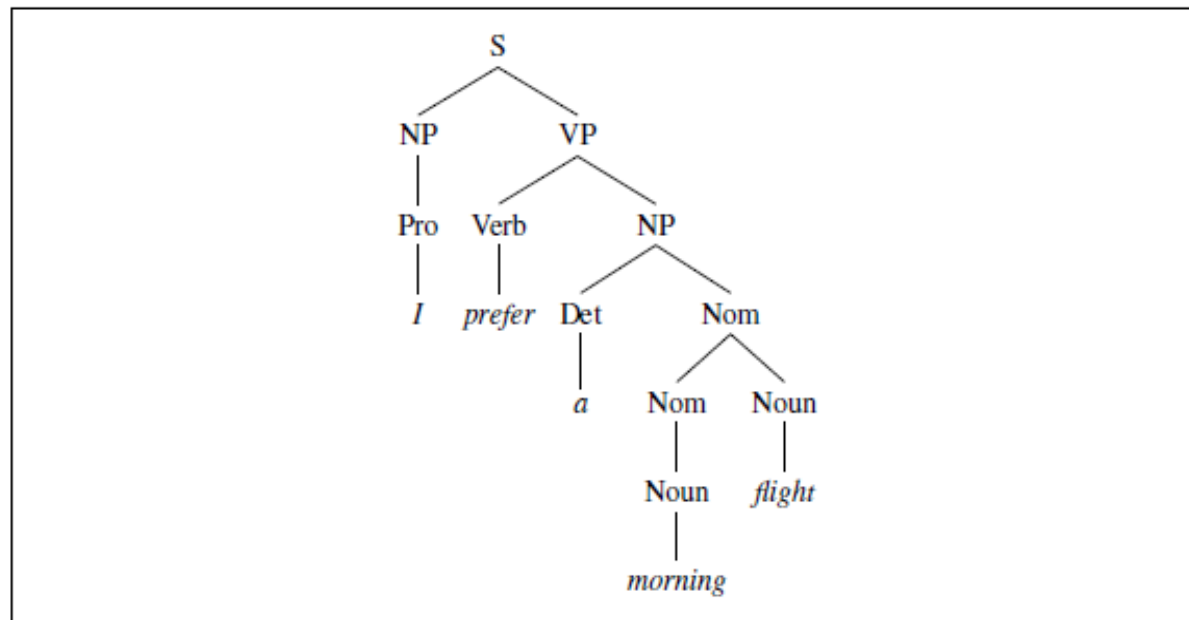 S
NP VP
Pro Verb NP
I prefer Det Nom
a Nom Noun
Noun flight
morning